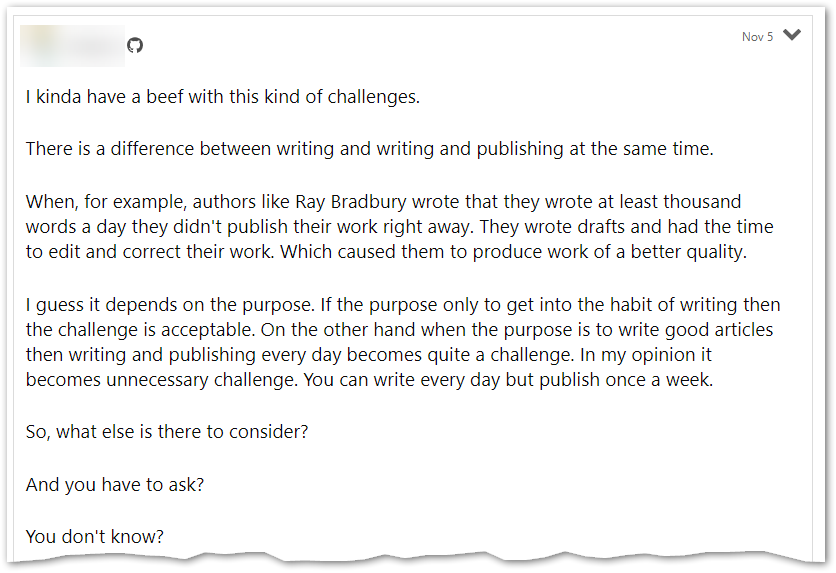 Nov 5
I kinda have a beef with this kind of challenges.
There is a difference between writing and writing and publishing at the same time.
When, for example, authors like Ray Bradbury wrote that they wrote at least thousand
words a day they didn't publish their work right away. They wrote drafts and had the time
to edit and correct their work. Which caused them to produce work of a better quality.
I guess it depends on the purpose. If the purpose only to get into the habit of writing then
the challenge is acceptable. On the other hand when the purpose is to write good articles
then writing and publishing every day becomes quite a challenge. In my opinion it
becomes unnecessary challenge. You can write every day but publish once a week.
So, what else is there to consider?
And you have to ask?
You don't know?